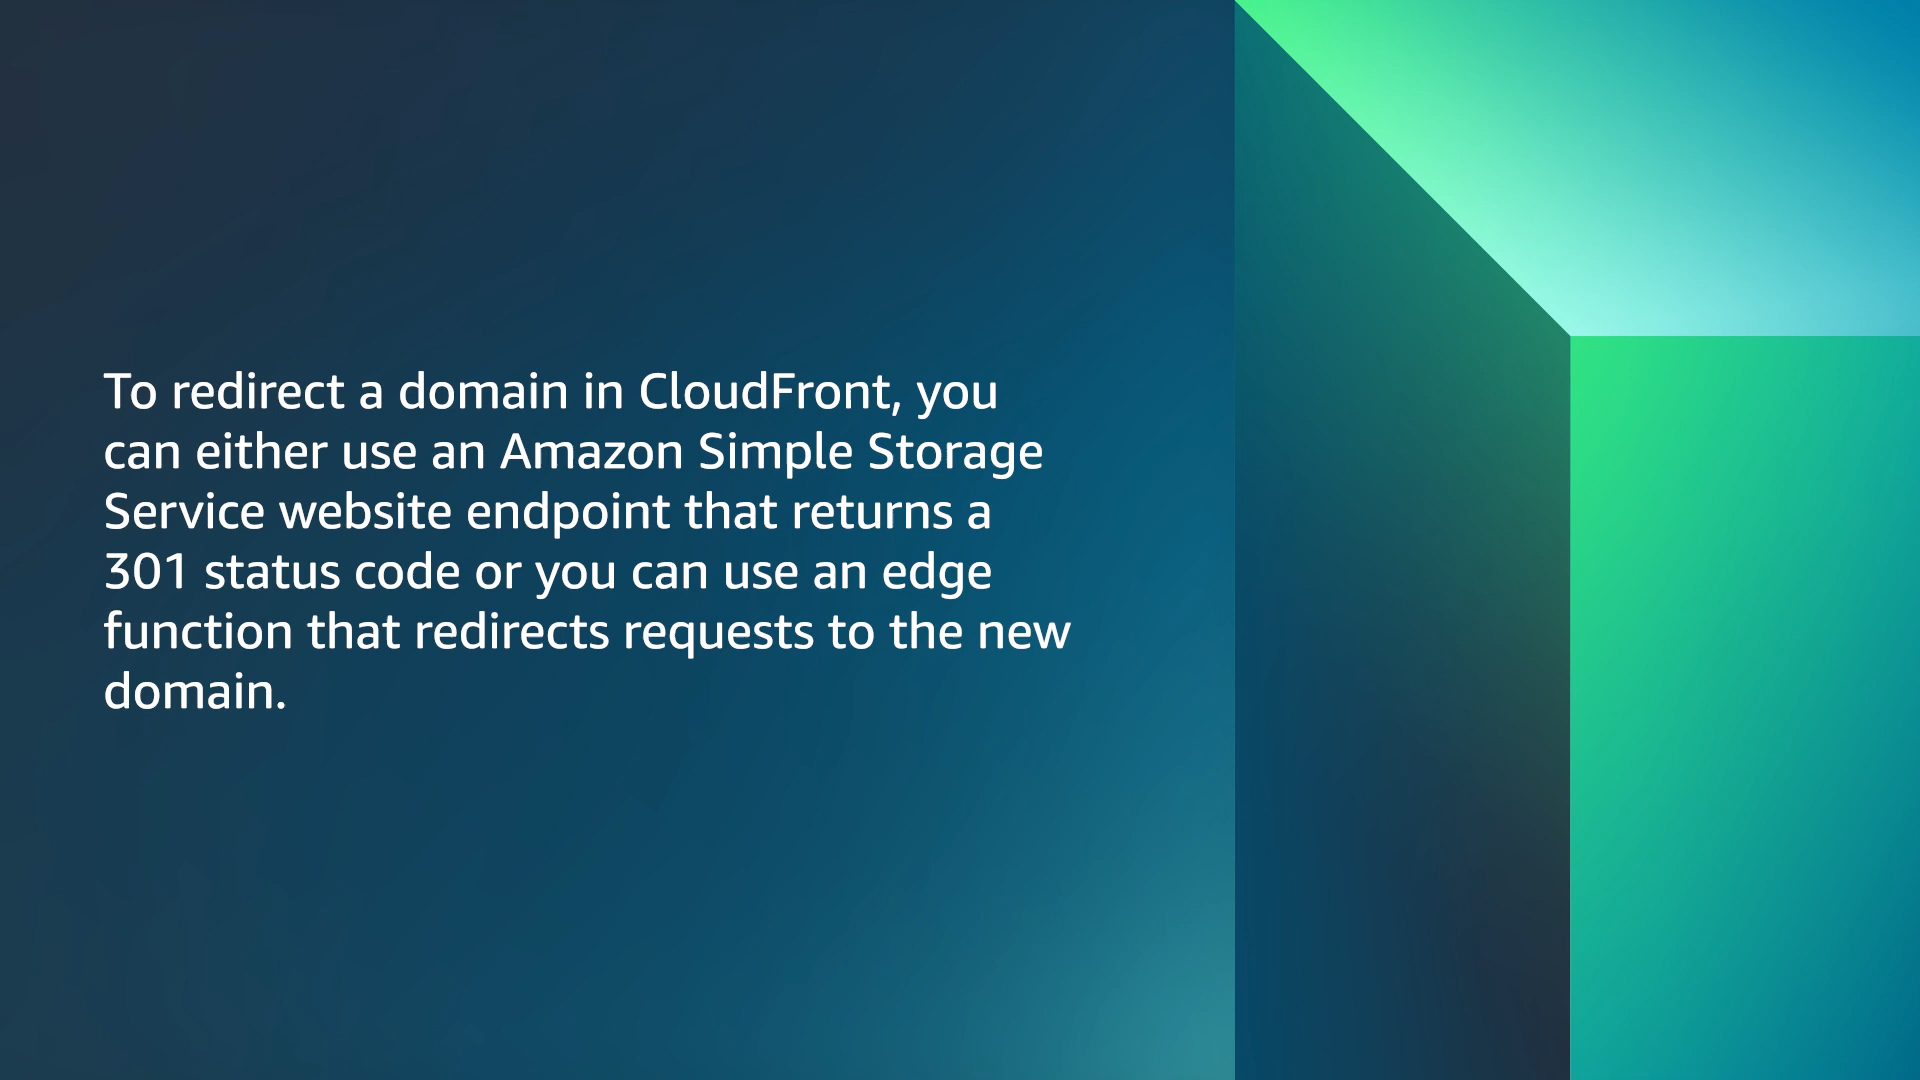 To redirect a domain in CloudFront, you
can either use an Amazon Simple Storage
Service website endpoint that returns a
301 status code or you can use an edge
function that redirects requests to the new
domain.